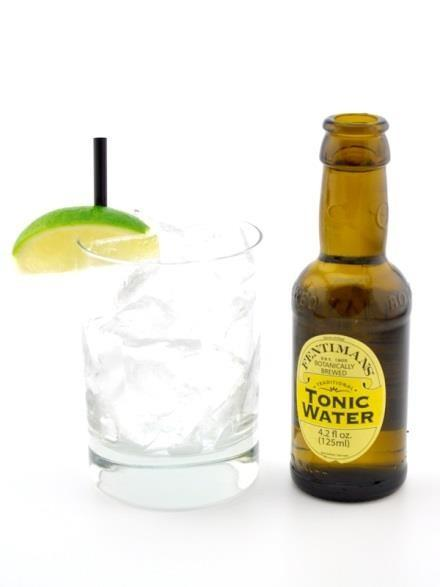 FENTIMANS
EST. 1905
BOTANICALLY
BREWED
TRADITIONAL
TONIC
WATER
4.2 fl oz.
(125ml)